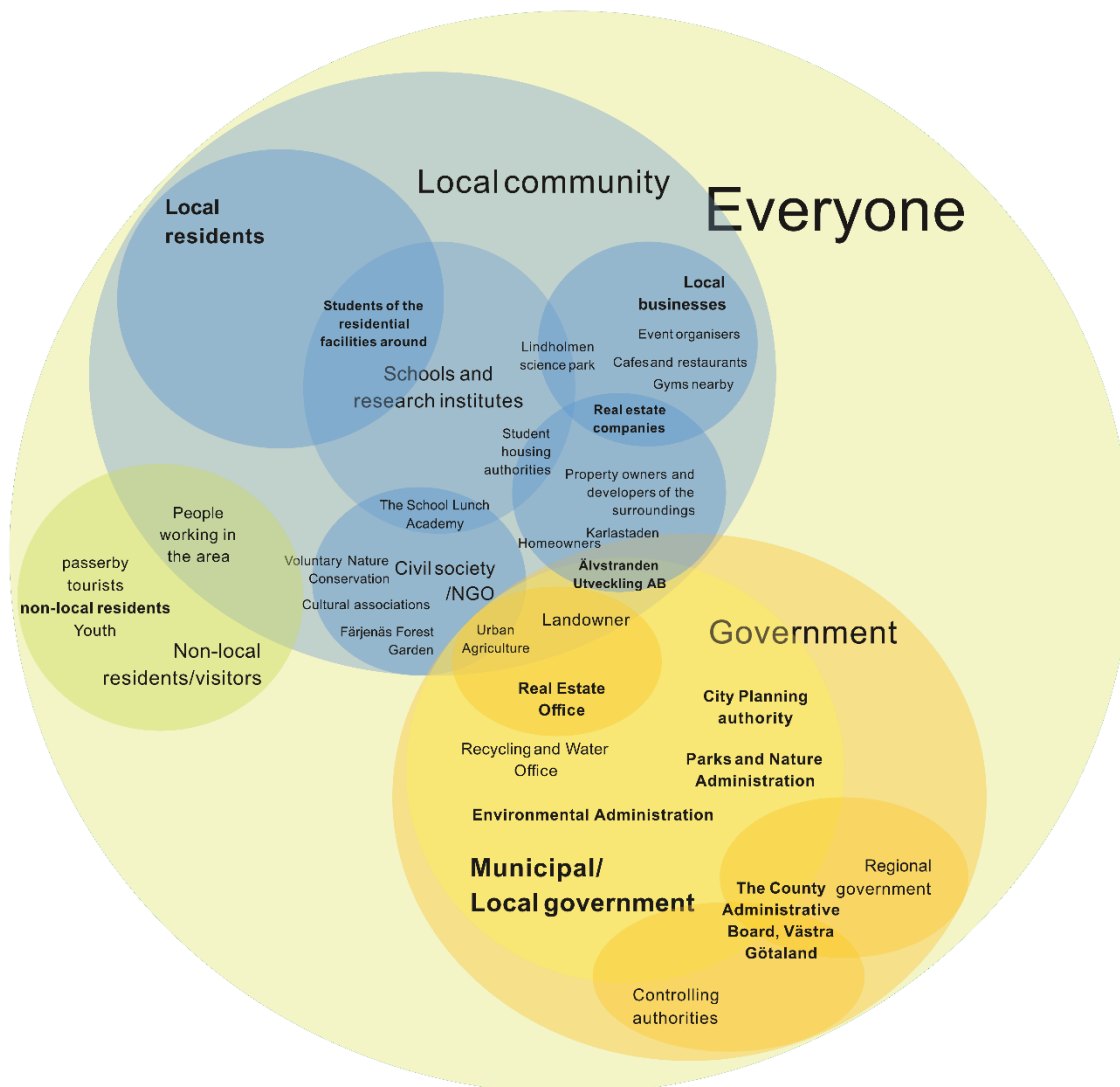 Local community
Everyone
Local
residents
Students of the
residential
facilities around
Schools and
research institutes
Local
businesses
Event organisers
Cafes and restaurants
Gyms nearby
Lindholmen
science park
Real estate
companies
Student
housing
authorities
Property owners and
developers of the
surroundings
Karlastaden
Homeowners
Älvstranden
Utveckling AB
The School Lunch
Academy
Voluntary Nature
Conservation
Civil society
/NGO
Cultural associations
Färjenäs Forest
Garden
Urban
Agriculture
People
working in
the area
passerby
tourists
non-local residents
Youth
Non-local
residents/visitors
Landowner
Government
Real Estate
Office
City Planning
authority
Recycling and Water
Office
Parks and Nature
Administration
Environmental Administration
Municipal/
Local government
Regional
government
The County
Administrative
Board, Västra
Götaland
Controlling
authorities